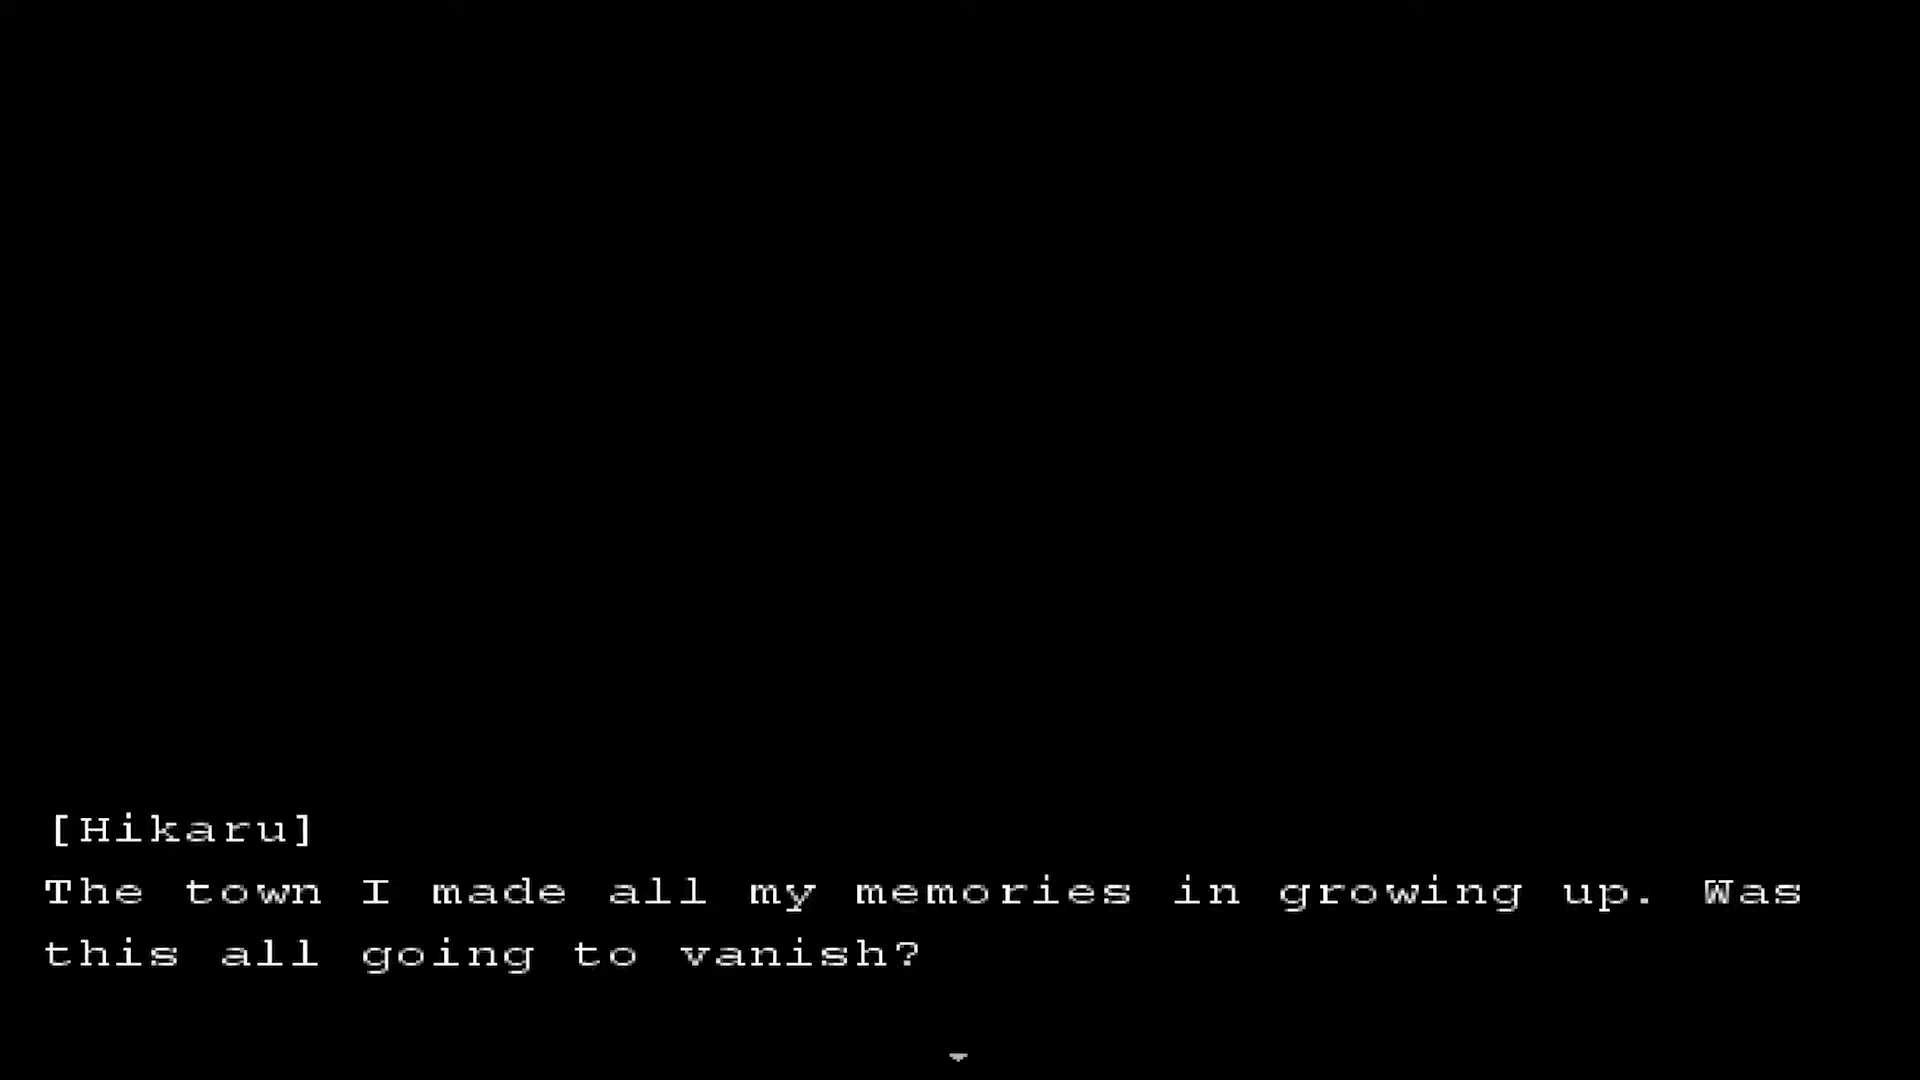 [Hikaru]
The town I made all my memories in growing up. Was
this all going to vanish?